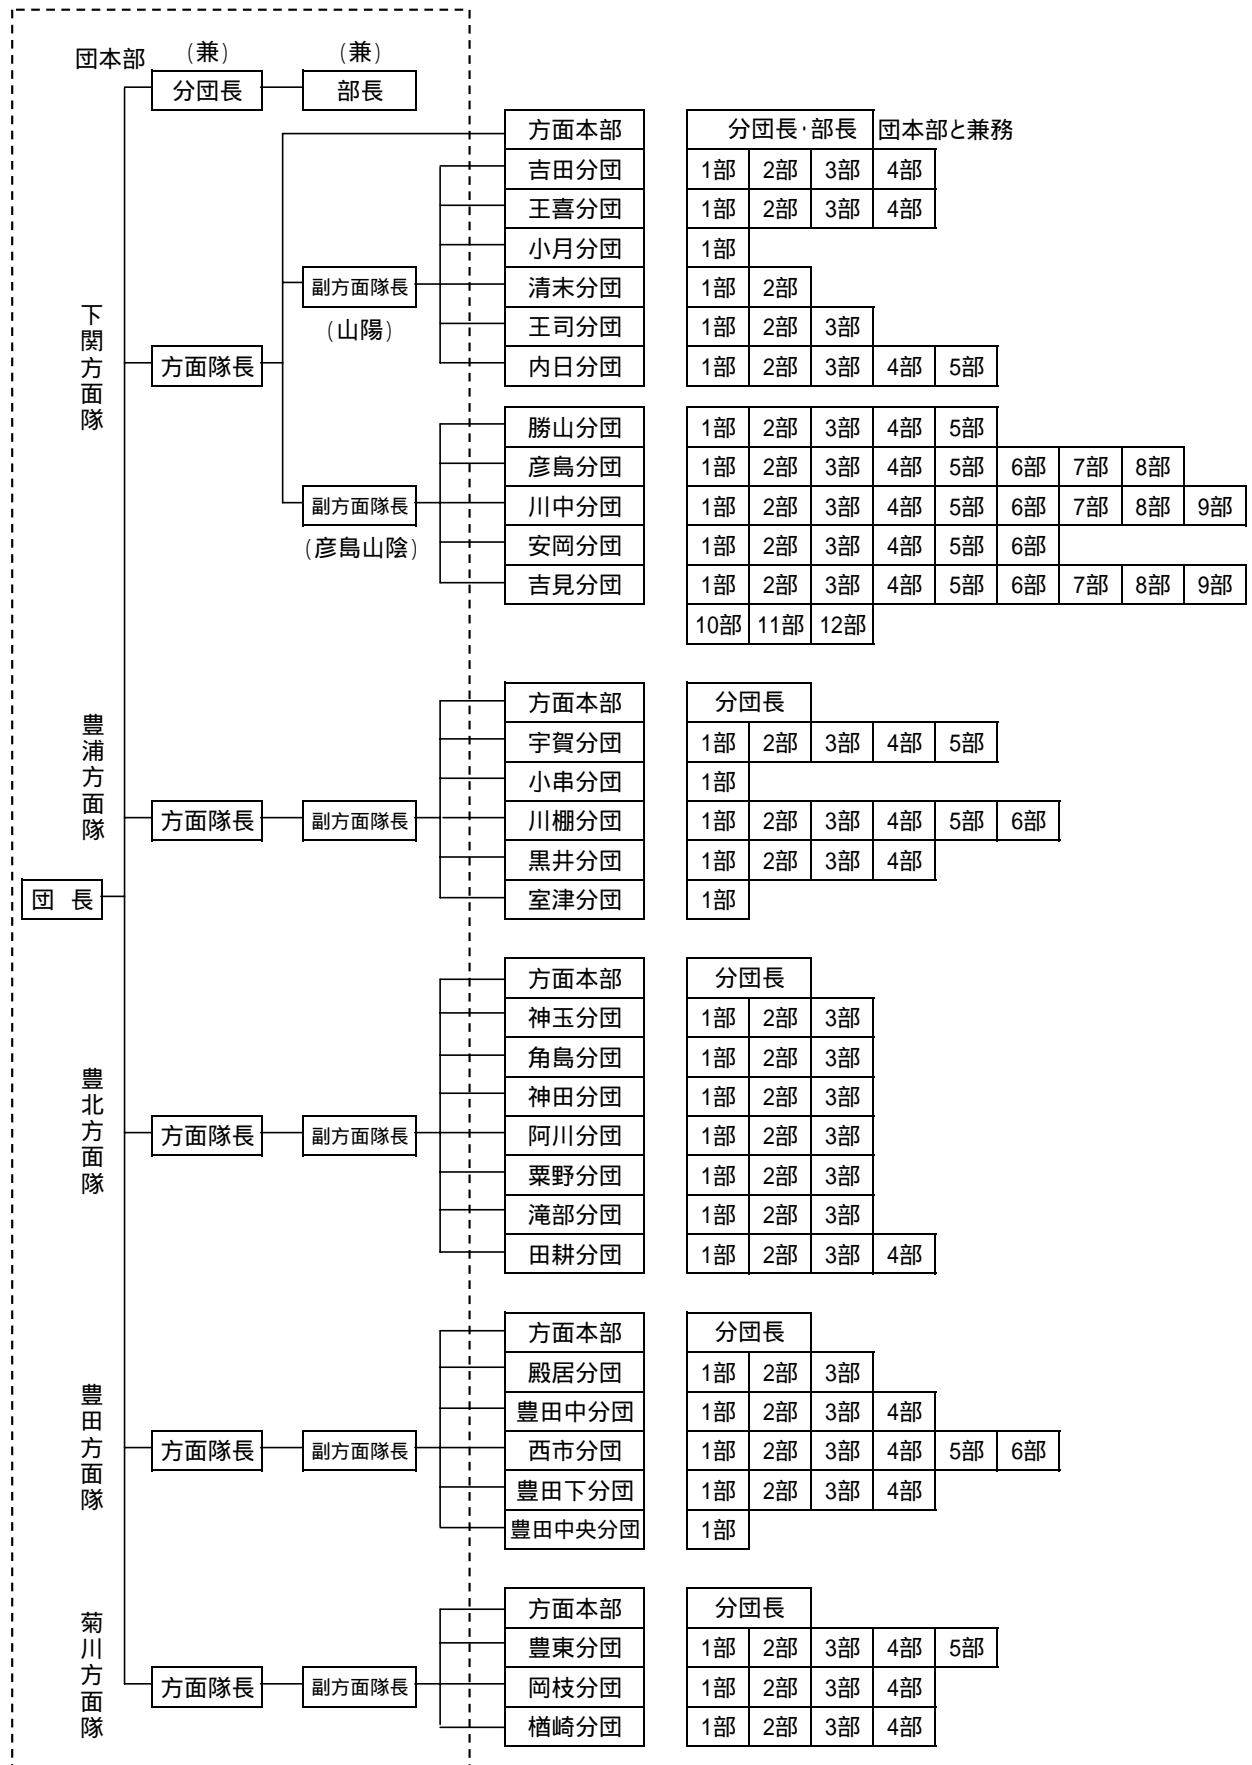 団本部 (兼) (兼)
分団長 部長
方面本部 分団長・部長 団本部と兼務
吉田分団 1部 2部 3部 4部
王喜分団 1部 2部 3部 4部
小月分団 1部
副方面隊長 清末分団 1部 2部
(山陽) 王司分団 1部 2部 3部
下関方面隊 方面隊長 内日分団 1部 2部 3部 4部 5部
勝山分団 1部 2部 3部 4部 5部
彦島分団 1部 2部 3部 4部 5部 6部 7部 8部
副方面隊長 川中分団 1部 2部 3部 4部 5部 6部 7部 8部 9部
(彦島山陰) 安岡分団 1部 2部 3部 4部 5部 6部
吉見分団 1部 2部 3部 4部 5部 6部 7部 8部 9部
10部 11部 12部
方面本部 分団長
宇賀分団 1部 2部 3部 4部 5部
小串分団 1部
豊浦方面隊 方面隊長 副方面隊長 川棚分団 1部 2部 3部 4部 5部 6部
黒井分団 1部 2部 3部 4部
団 長 室津分団 1部
方面本部 分団長
神玉分団 1部 2部 3部
角島分団 1部 2部 3部
神田分団 1部 2部 3部
豊北方面隊 方面隊長 副方面隊長 阿川分団 1部 2部 3部
粟野分団 1部 2部 3部
滝部分団 1部 2部 3部
田耕分団 1部 2部 3部 4部
方面本部 分団長
殿居分団 1部 2部 3部
豊田中分団 1部 2部 3部 4部
豊田方面隊 方面隊長 副方面隊長 西市分団 1部 2部 3部 4部 5部 6部
豊田下分団 1部 2部 3部 4部
豊田中央分団 1部
方面本部 分団長
豊東分団 1部 2部 3部 4部 5部
菊川方面隊 方面隊長 副方面隊長 岡枝分団 1部 2部 3部 4部
楢崎分団 1部 2部 3部 4部